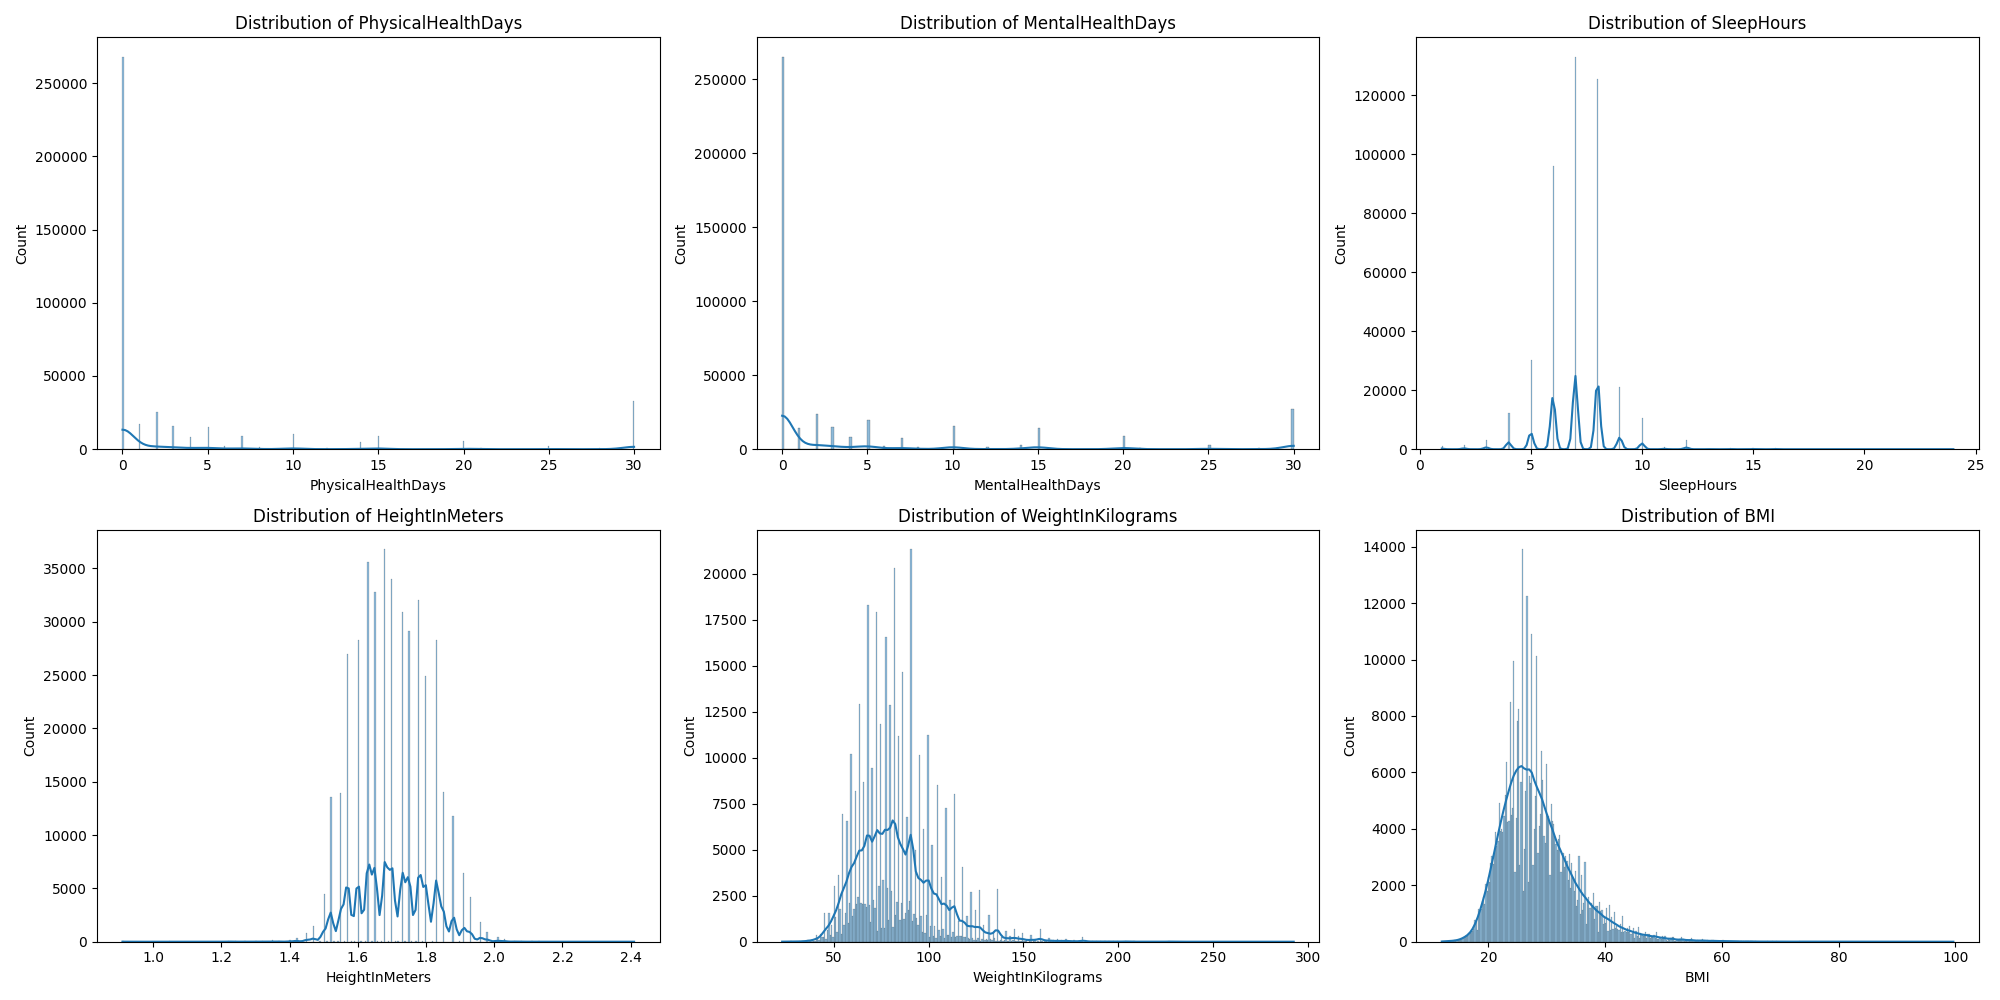 Distribution of PhysicalHealthDays
250000
200000
150000
100000
50000
0
Count
0 5 10 15 20 25 30
PhysicalHealthDays
Distribution of MentalHealthDays
250000
200000
150000
100000
50000
0
Count
0 5 10 15 20 25 30
MentalHealthDays
Distribution of SleepHours
120000
100000
80000
60000
40000
20000
0
Count
0 5 10 15 20 25
SleepHours
Distribution of HeightInMeters
35000
30000
25000
20000
15000
10000
5000
0
Count
1.0 1.2 1.4 1.6 1.8 2.0 2.2 2.4
HeightInMeters
Distribution of WeightInKilograms
20000
17500
15000
12500
10000
7500
5000
2500
0
Count
50 100 150 200 250 300
WeightInKilograms
Distribution of BMI
14000
12000
10000
8000
6000
4000
2000
0
Count
20 40 60 80 100
BMI